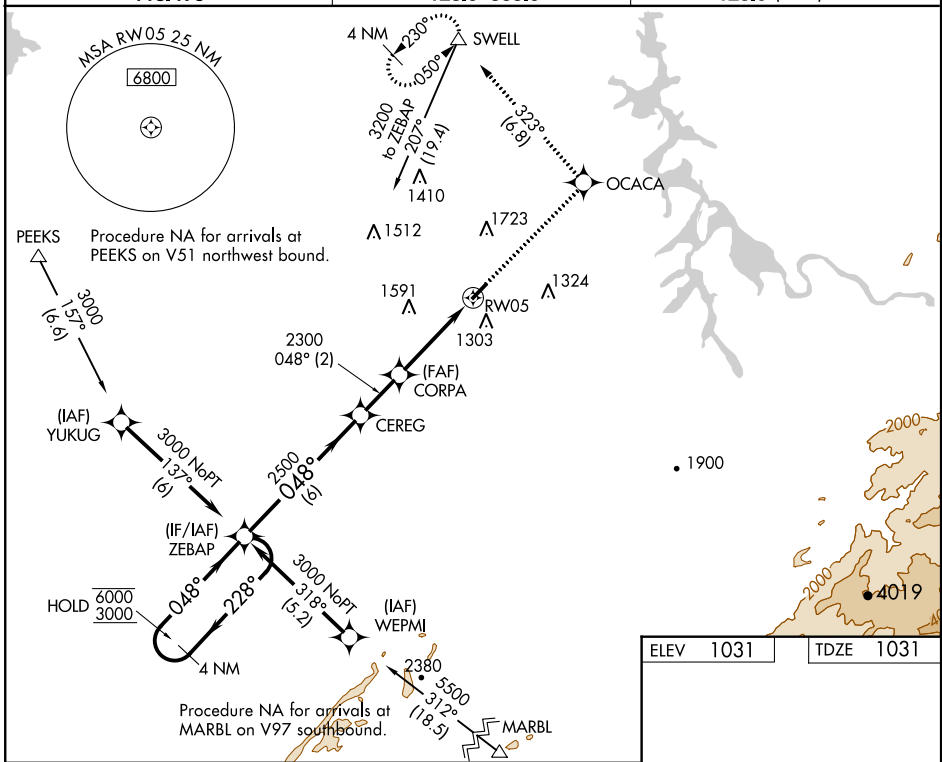 MSA RW05 25 NM
6800
4 NM
230°
050°
SWELL
3200
to ZEBAP
207°
(19.4)
323°
(6.8)
OCACA
1410
1512
1723
PEEKS
Procedure NA for arrivals at
PEEKS on V51 northwest bound.
3000
157°
(6.6)
1591
RW05
1324
1303
2300
048° (2)
(FAF)
CORPA
CEREG
(IAF)
YUKUG
3000 NoPT
137°
(6)
2500
048°
(6)
1900
2000
(IF/IAF)
ZEBAP
HOLD
6000
3000
048°
228°
4 NM
3000 NoPT
318°
(5.2)
(IAF)
WEPMI
2000
4019
2380
5500
312°
(18.5)
MARBL
Procedure NA for arrivals at
MARBL on V97 southbound.
ELEV 1031
TDZE 1031